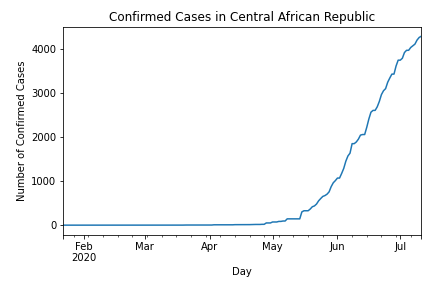 Confirmed Cases in Central African Republic
Number of Confirmed Cases
4000
3000
2000
1000
0
Feb
2020
Mar
Apr
May
Jun
Jul
Day